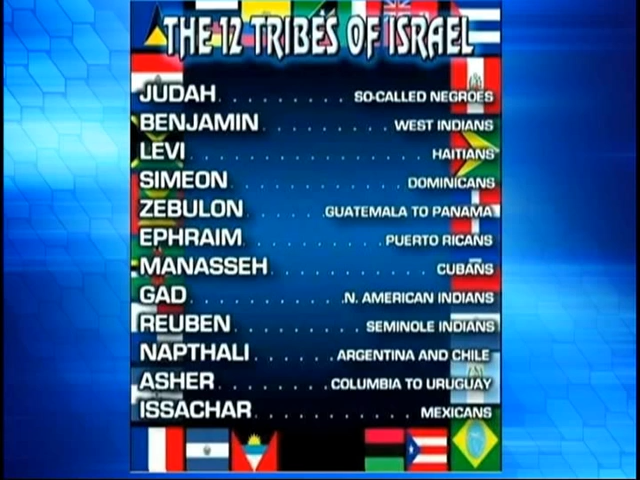 THE 12 TRIBES OF ISRAEL
JUDAH . . . . . . . . . SO-CALLED NEGROES
BENJAMIN . . . . . . . . . WEST INDIANS
LEVI . . . . . . . . . . . . . . . . . HAITIANS
SIMEON . . . . . . . . . . . . DOMINICANS
ZEBULON . . . . . . .GUATEMALA TO PANAMA
EPHRAIM . . . . . . . . . . PUERTO RICANS
MANASSEH . . . . . . . . . . . . CUBANS
GAD . . . . . . . . . . .N. AMERICAN INDIANS
REUBEN . . . . . . . . . SEMINOLE INDIANS
NAPTHALI . . . . . . ARGENTINA AND CHILE
ASHER . . . . . . . . COLUMBIA TO URUGUAY
ISSACHAR . . . . . . . . . . . . MEXICANS